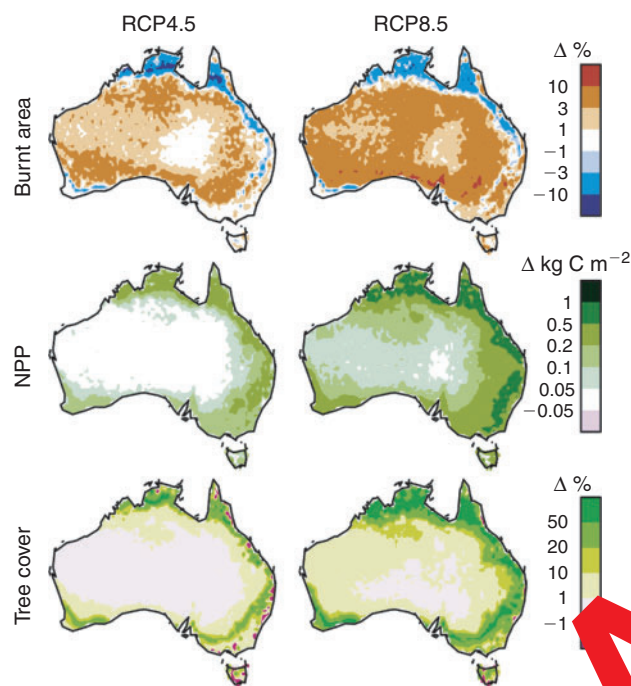 RCP4.5 RCP8.5
Burnt area
Δ %
10
3
1
−1
−3
−10
NPP
Δ kg C m−2
1
0.5
0.2
0.1
0.05
−0.05
Tree cover
Δ %
50
20
10
1
−1